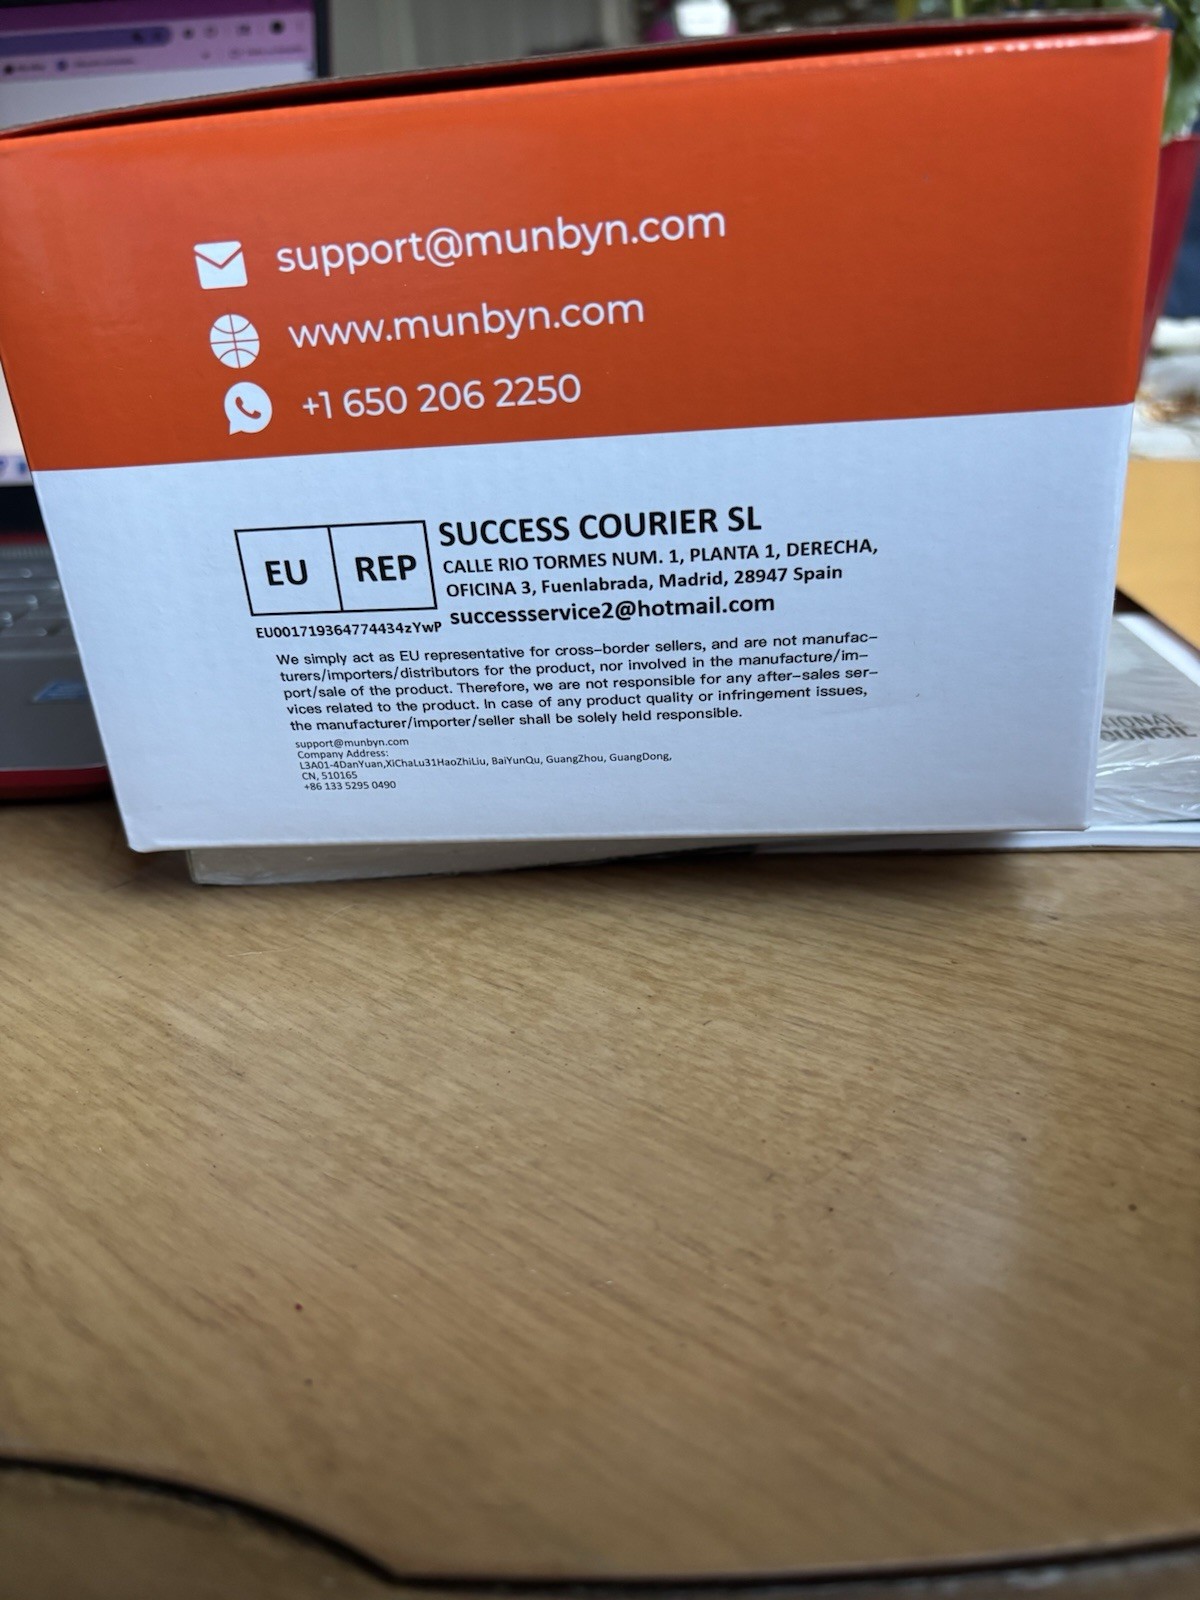 support@munbyn.com
www.munbyn.com
+1 650 206 2250
EU REP
EU001719364774434zYwP
SUCCESS COURIER SL
CALLE RIO TORMES NUM. 1, PLANTA 1, DERECHA,
OFICINA 3, Fuenlabrada, Madrid, 28947 Spain
successservice2@hotmail.com
We simply act as EU representative for cross-border sellers, and are not manufac-
turers/importers/distributors for the product, nor involved in the manufacture/im-
port/sale of the product. Therefore, we are not responsible for any after-sales ser-
vices related to the product. In case of any product quality or infringement issues,
the manufacturer/importer/seller shall be solely held responsible.
support@munbyn.com
Company Address:
L3A01-4DanYuan,XiChaLu31HaoZhiLiu, BaiYunQu, GuangZhou, GuangDong,
CN, 510165
+86 133 5295 0490